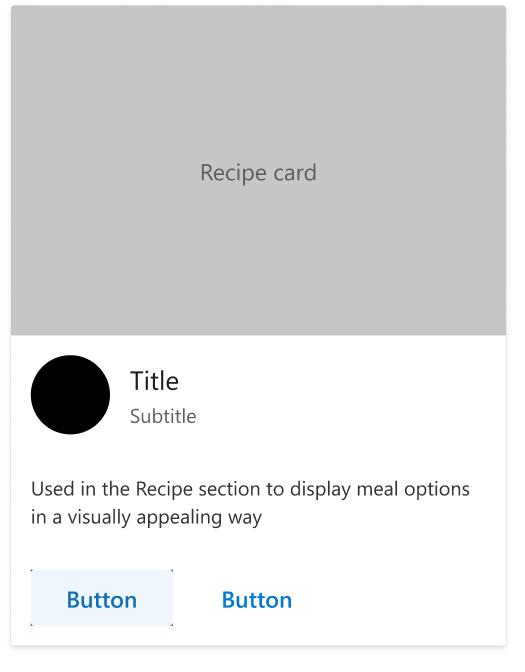 Recipe card
Title
Subtitle
Used in the Recipe section to display meal options
in a visually appealing way
Button
Button